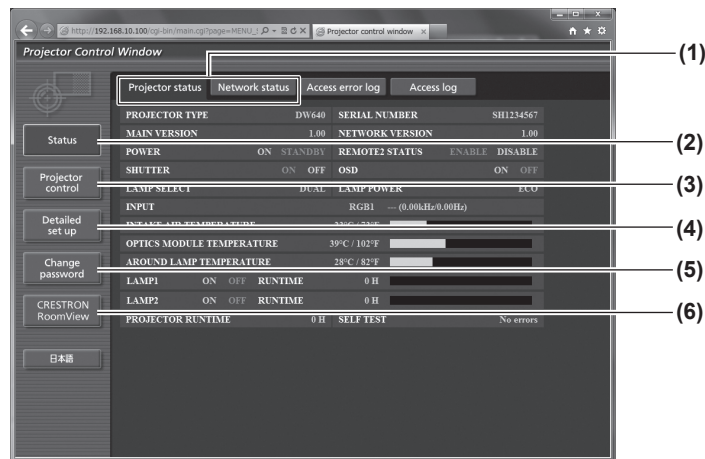 http://192.168.10.100/cgi-bin/main.cgi?page=MENU_S
Projector control window
Projector Control Window
(1)
Projector status Network status Access error log Access log
PROJECTOR TYPE DW640 SERIAL NUMBER SH1234567
MAIN VERSION 1.00 NETWORK VERSION 1.00
Status
(2)
POWER ON STANDBY REMOTE2 STATUS ENABLE DISABLE
SHUTTER ON OFF OSD ON OFF
Projector
control
(3)
LAMP SELECT DUAL LAMP POWER ECO
INPUT RGB1 — (0.00kHz/0.00Hz)
Detailed
set up
(4)
INTAKE AIR TEMPERATURE
OPTICS MODULE TEMPERATURE 39°C / 102°F
AROUND LAMP TEMPERATURE 28°C / 82°F
Change
password
(5)
LAMP1 ON OFF RUNTIME 0 H
LAMP2 ON OFF RUNTIME 0 H
CRESTRON
RoomView
(6)
PROJECTOR RUNTIME 0 H SELF TEST No errors
日本語